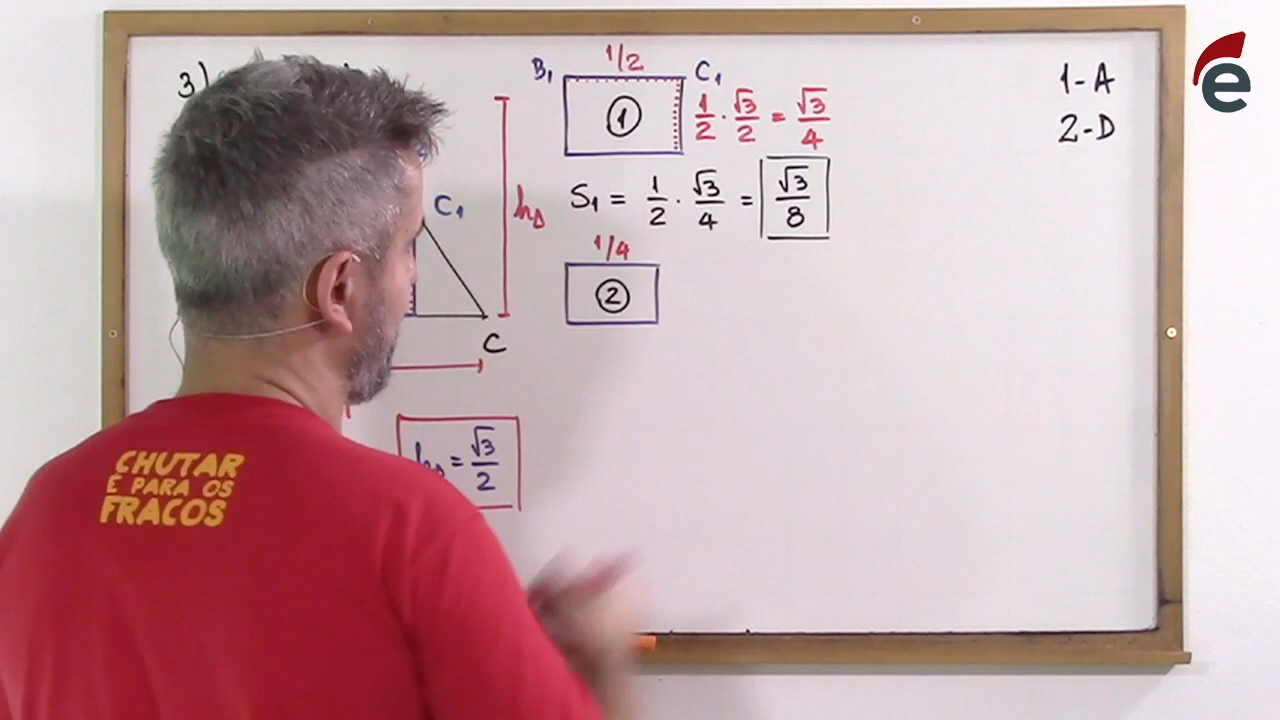 3)
B₁ 1/2 C₁
1
1/2 · √3/2 = √3/4
S₁ = 1/2 · √3/4 = √3/8
1/4
2
C₁
h△
C
h△ = √3/2
1-A
2-D
CHUTAR
É PARA OS
FRACOS
e